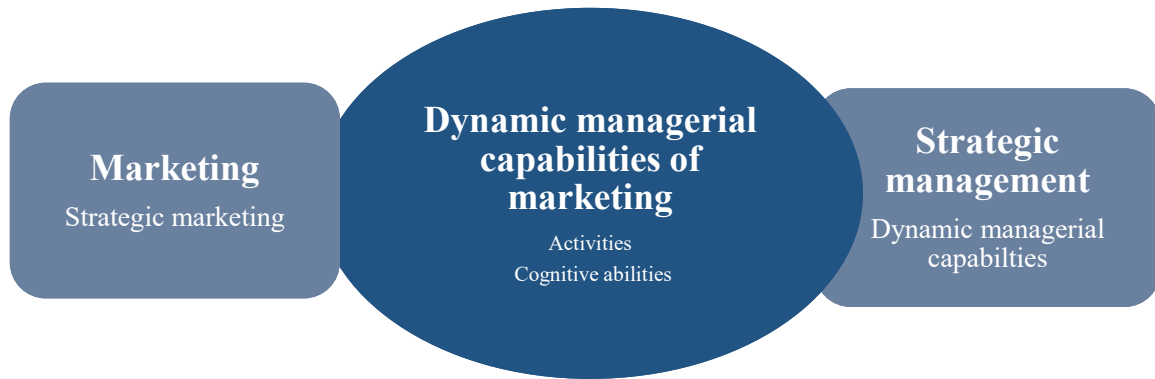 Marketing
Strategic marketing
Dynamic managerial
capabilities of
marketing
Activities
Cognitive abilities
Strategic
management
Dynamic managerial
capabilties